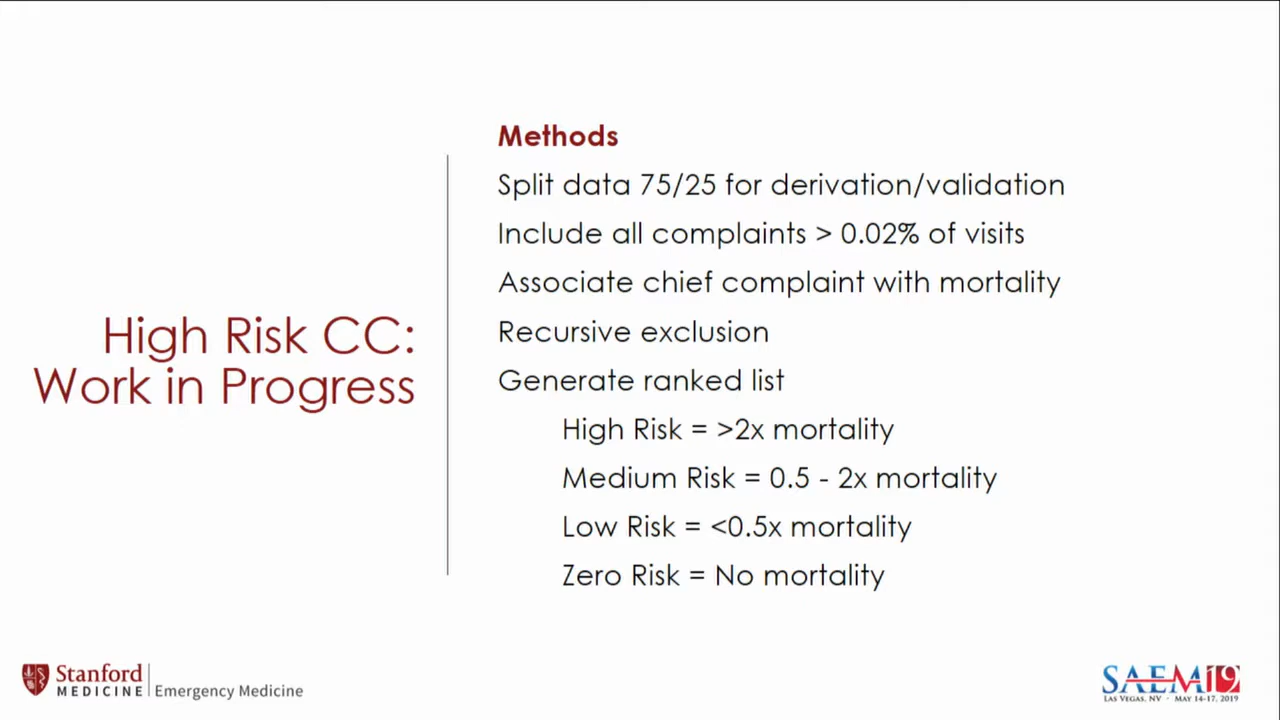 High Risk CC:
Work in Progress
Methods
Split data 75/25 for derivation/validation
Include all complaints > 0.02% of visits
Associate chief complaint with mortality
Recursive exclusion
Generate ranked list
High Risk = >2x mortality
Medium Risk = 0.5 - 2x mortality
Low Risk = <0.5x mortality
Zero Risk = No mortality
Stanford
MEDICINE
Emergency Medicine
SAEM19
LAS VEGAS, NV - MAY 14-17, 2019